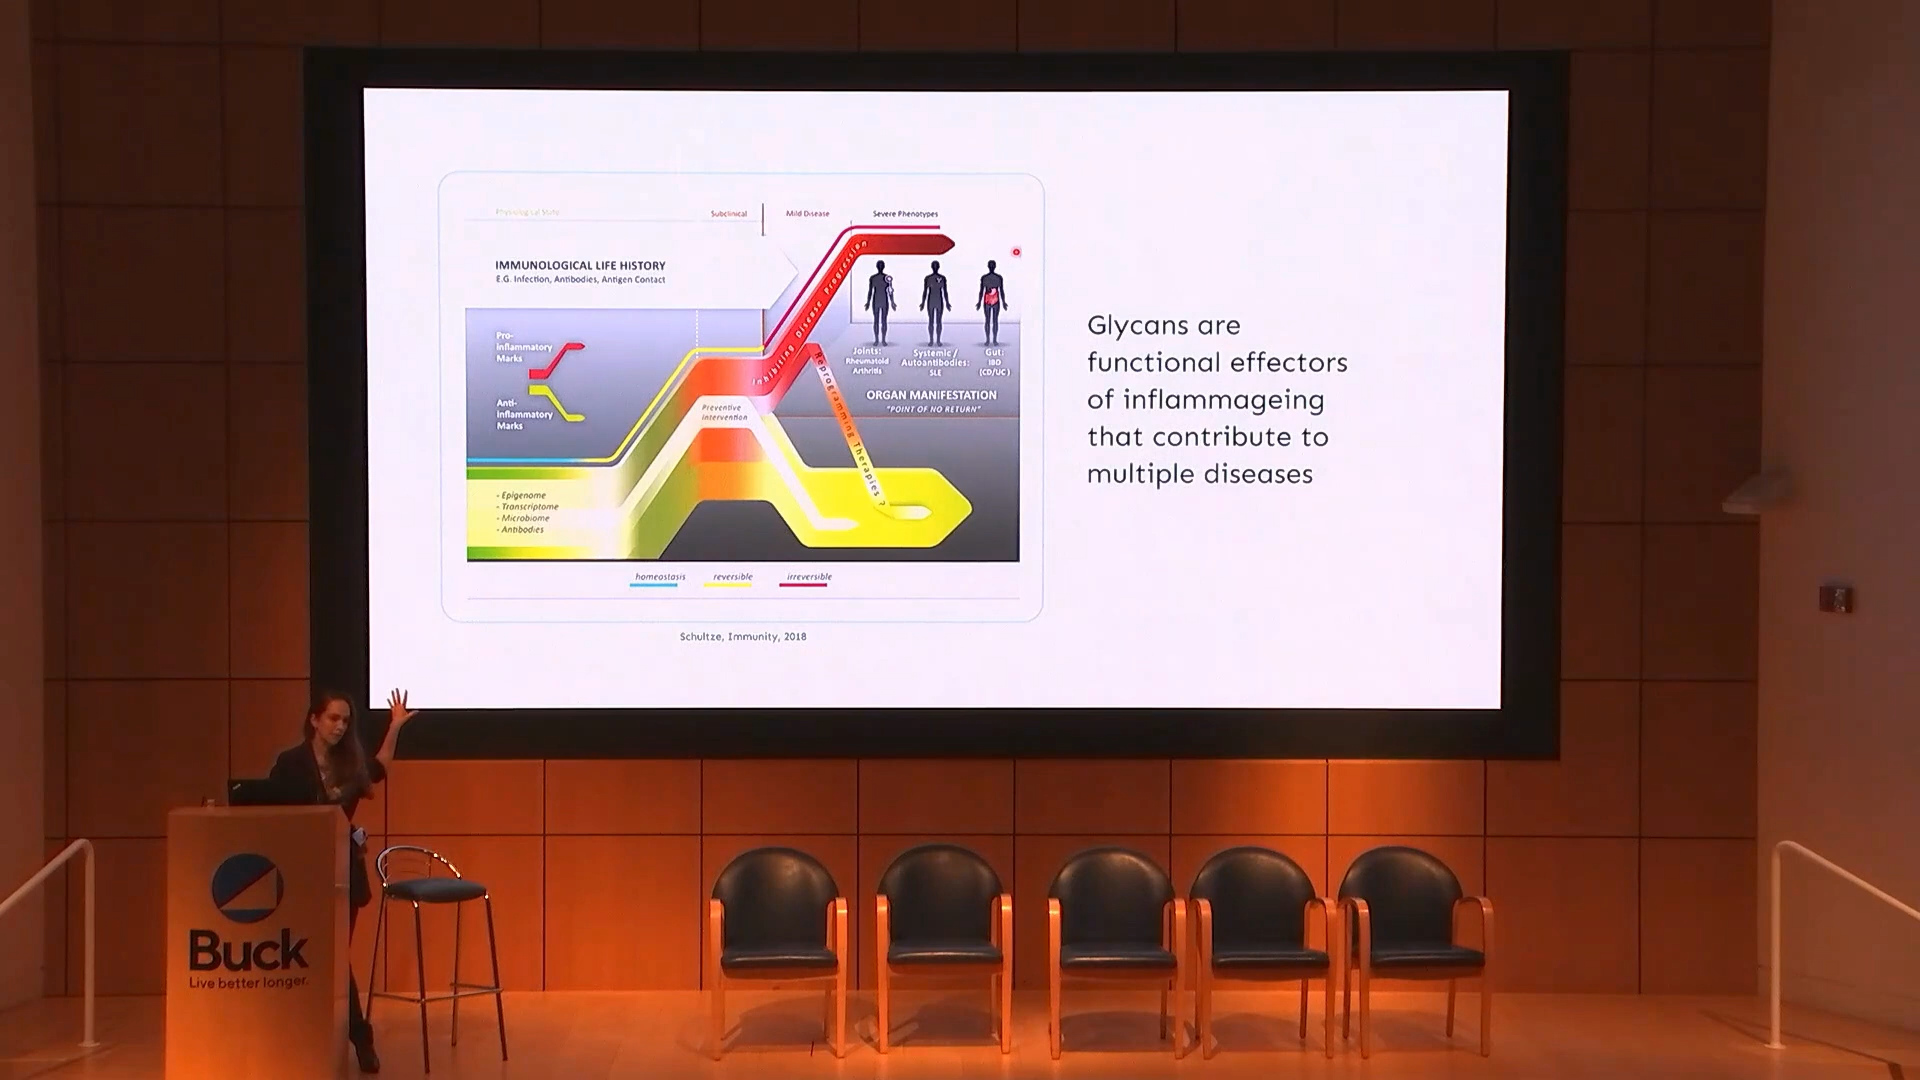 Physiological State
Subclinical
Mild Disease
Severe Phenotypes
IMMUNOLOGICAL LIFE HISTORY
E.G. Infection, Antibodies, Antigen Contact
Pro-
inflammatory
Marks
Anti-
inflammatory
Marks
Inhibiting Disease Progression
Reprogramming Therapies ?
Preventive
intervention
Joints:
Rheumatoid
Arthritis
Systemic /
Autoantibodies:
SLE
Gut:
IBD
(CD/UC)
ORGAN MANIFESTATION
"POINT OF NO RETURN"
- Epigenome
- Transcriptome
- Microbiome
- Antibodies
homeostasis
reversible
irreversible
Schultze, Immunity, 2018
Glycans are
functional effectors
of inflammageing
that contribute to
multiple diseases
Buck
Live better longer.